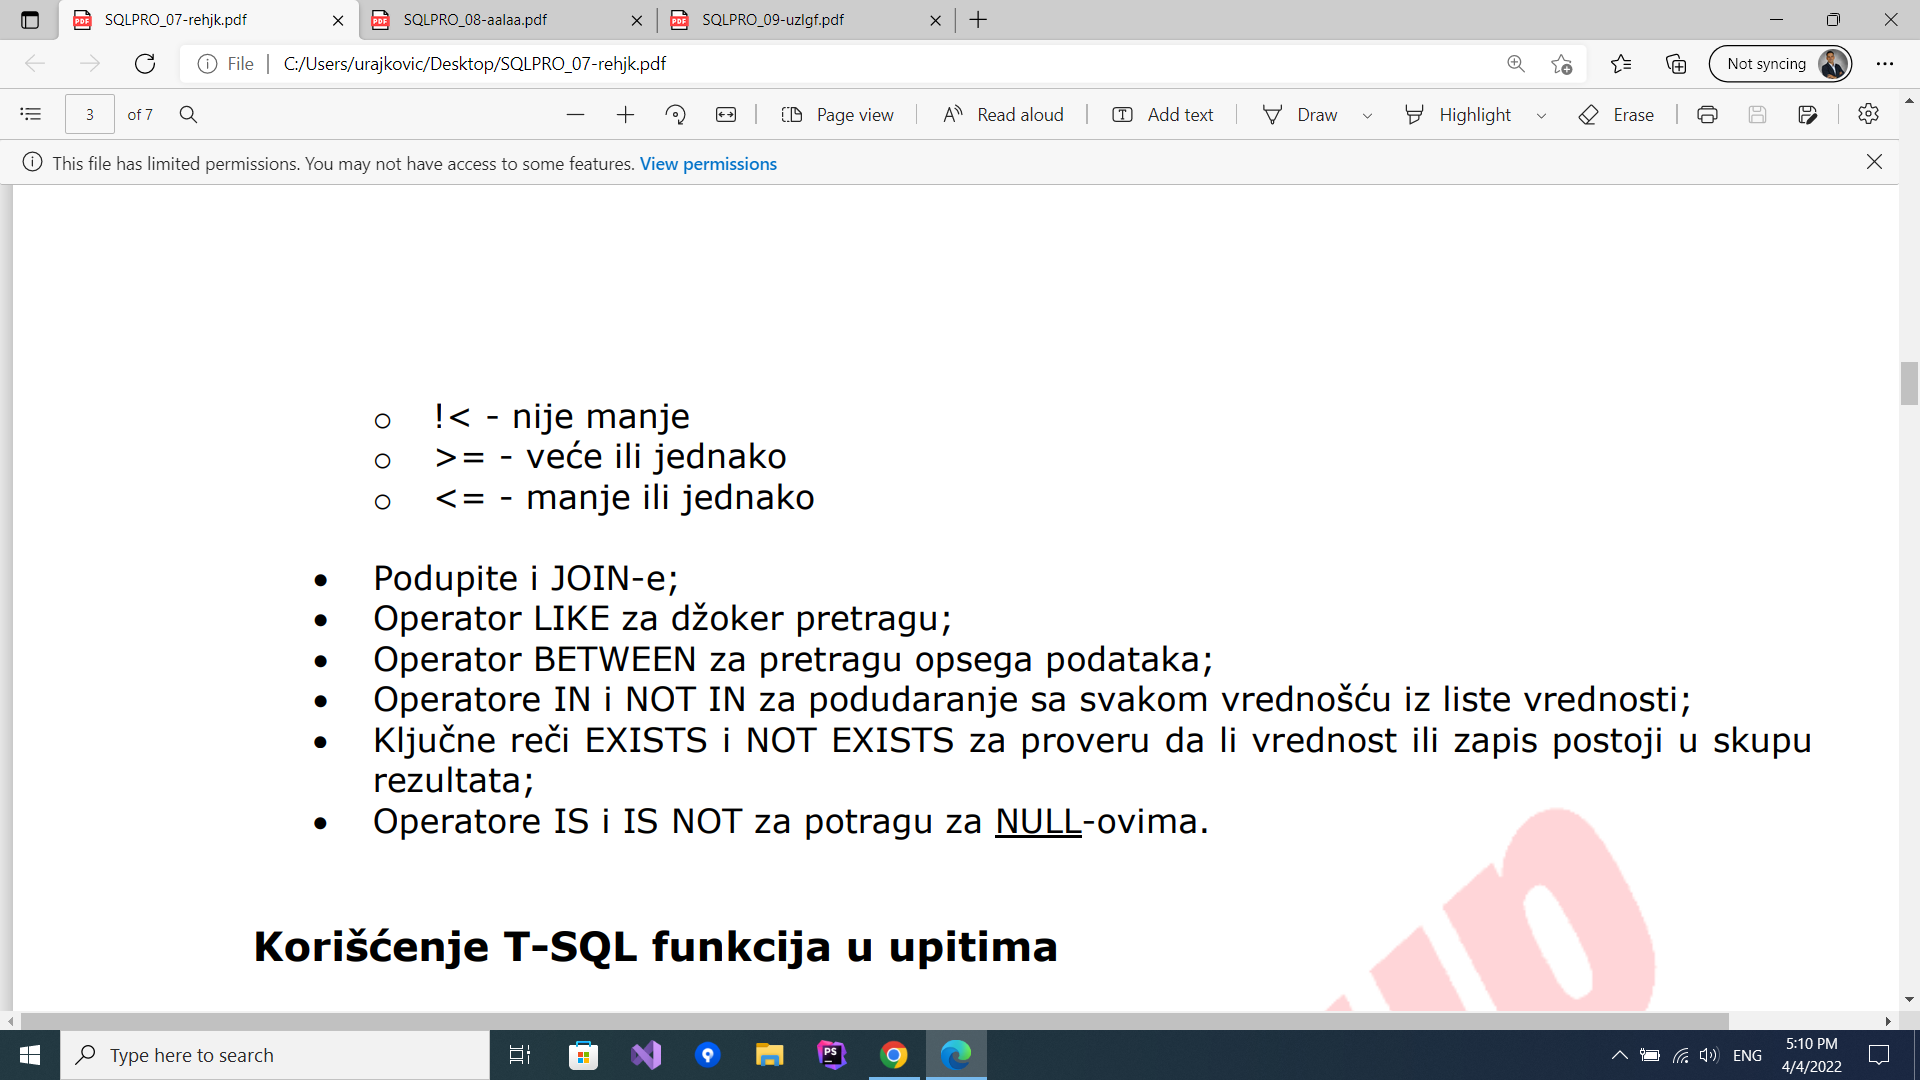 SQLPRO_07-rehjk.pdf
SQLPRO_08-aalaa.pdf
SQLPRO_09-uzlgf.pdf
File
C:/Users/urajkovic/Desktop/SQLPRO_07-rehjk.pdf
Not syncing
3 of 7
Page view
Read aloud
Add text
Draw
Highlight
Erase
This file has limited permissions. You may not have access to some features. View permissions
o !< - nije manje
o >= - veće ili jednako
o <= - manje ili jednako
• Podupite i JOIN-e;
• Operator LIKE za džoker pretragu;
• Operator BETWEEN za pretragu opsega podataka;
• Operatore IN i NOT IN za podudaranje sa svakom vrednošću iz liste vrednosti;
• Ključne reči EXISTS i NOT EXISTS za proveru da li vrednost ili zapis postoji u skupu
rezultata;
• Operatore IS i IS NOT za potragu za NULL-ovima.
Korišćenje T-SQL funkcija u upitima
up
Type here to search
PS
ENG
5:10 PM
4/4/2022